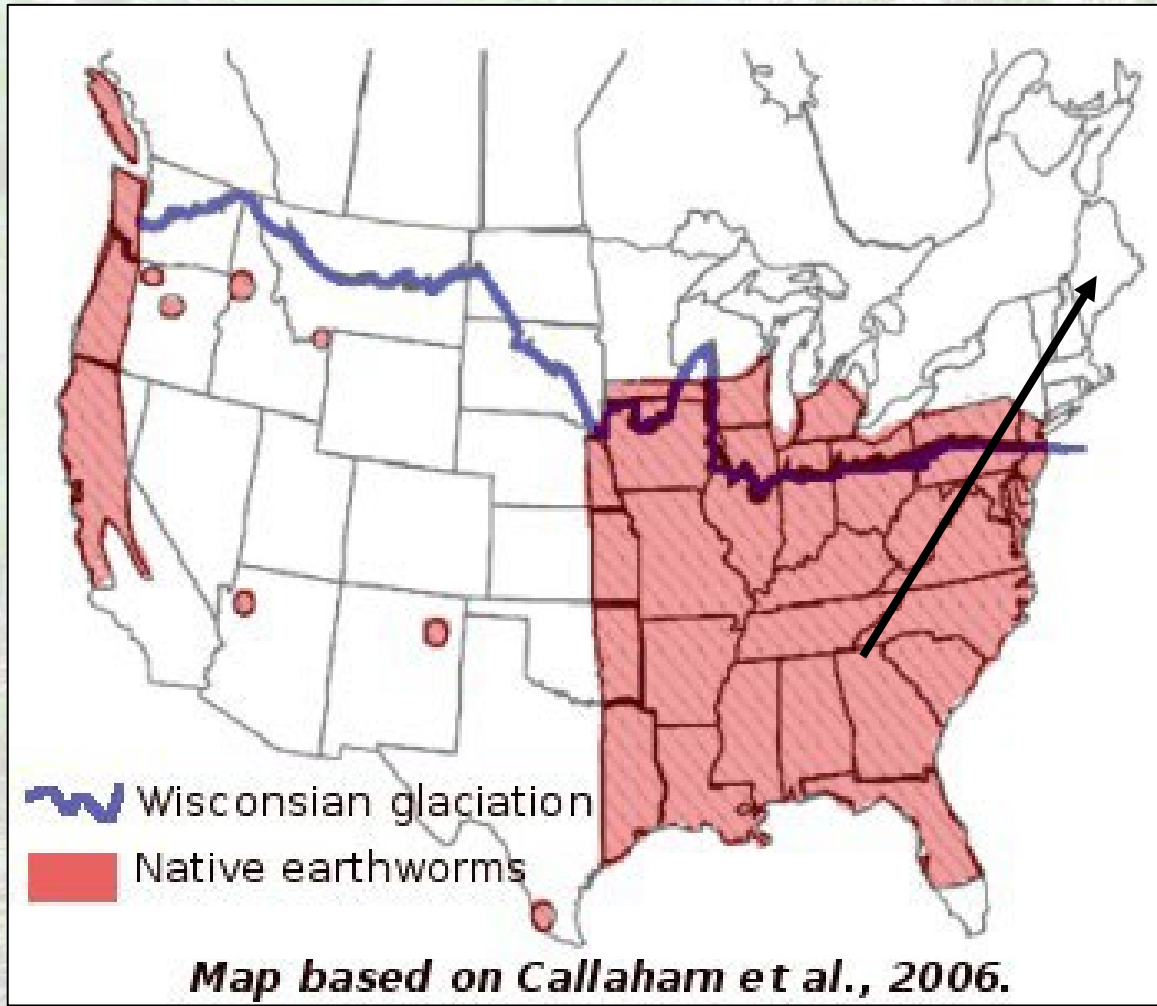 Wisconsian glaciation
Native earthworms
Map based on Callaham et al., 2006.